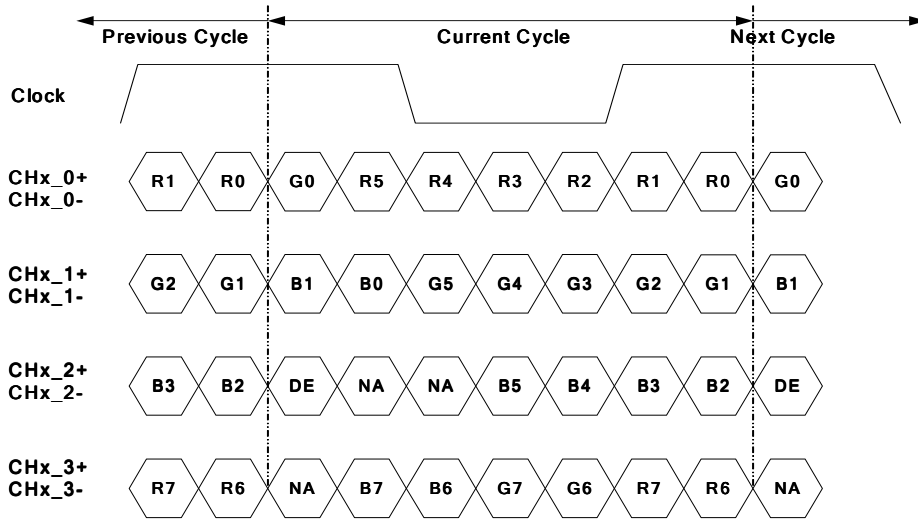 Previous Cycle Current Cycle Next Cycle
Clock
CHx_0+
CHx_0-
R1 R0 G0 R5 R4 R3 R2 R1 R0 G0
CHx_1+
CHx_1-
G2 G1 B1 B0 G5 G4 G3 G2 G1 B1
CHx_2+
CHx_2-
B3 B2 DE NA NA B5 B4 B3 B2 DE
CHx_3+
CHx_3-
R7 R6 NA B7 B6 G7 G6 R7 R6 NA